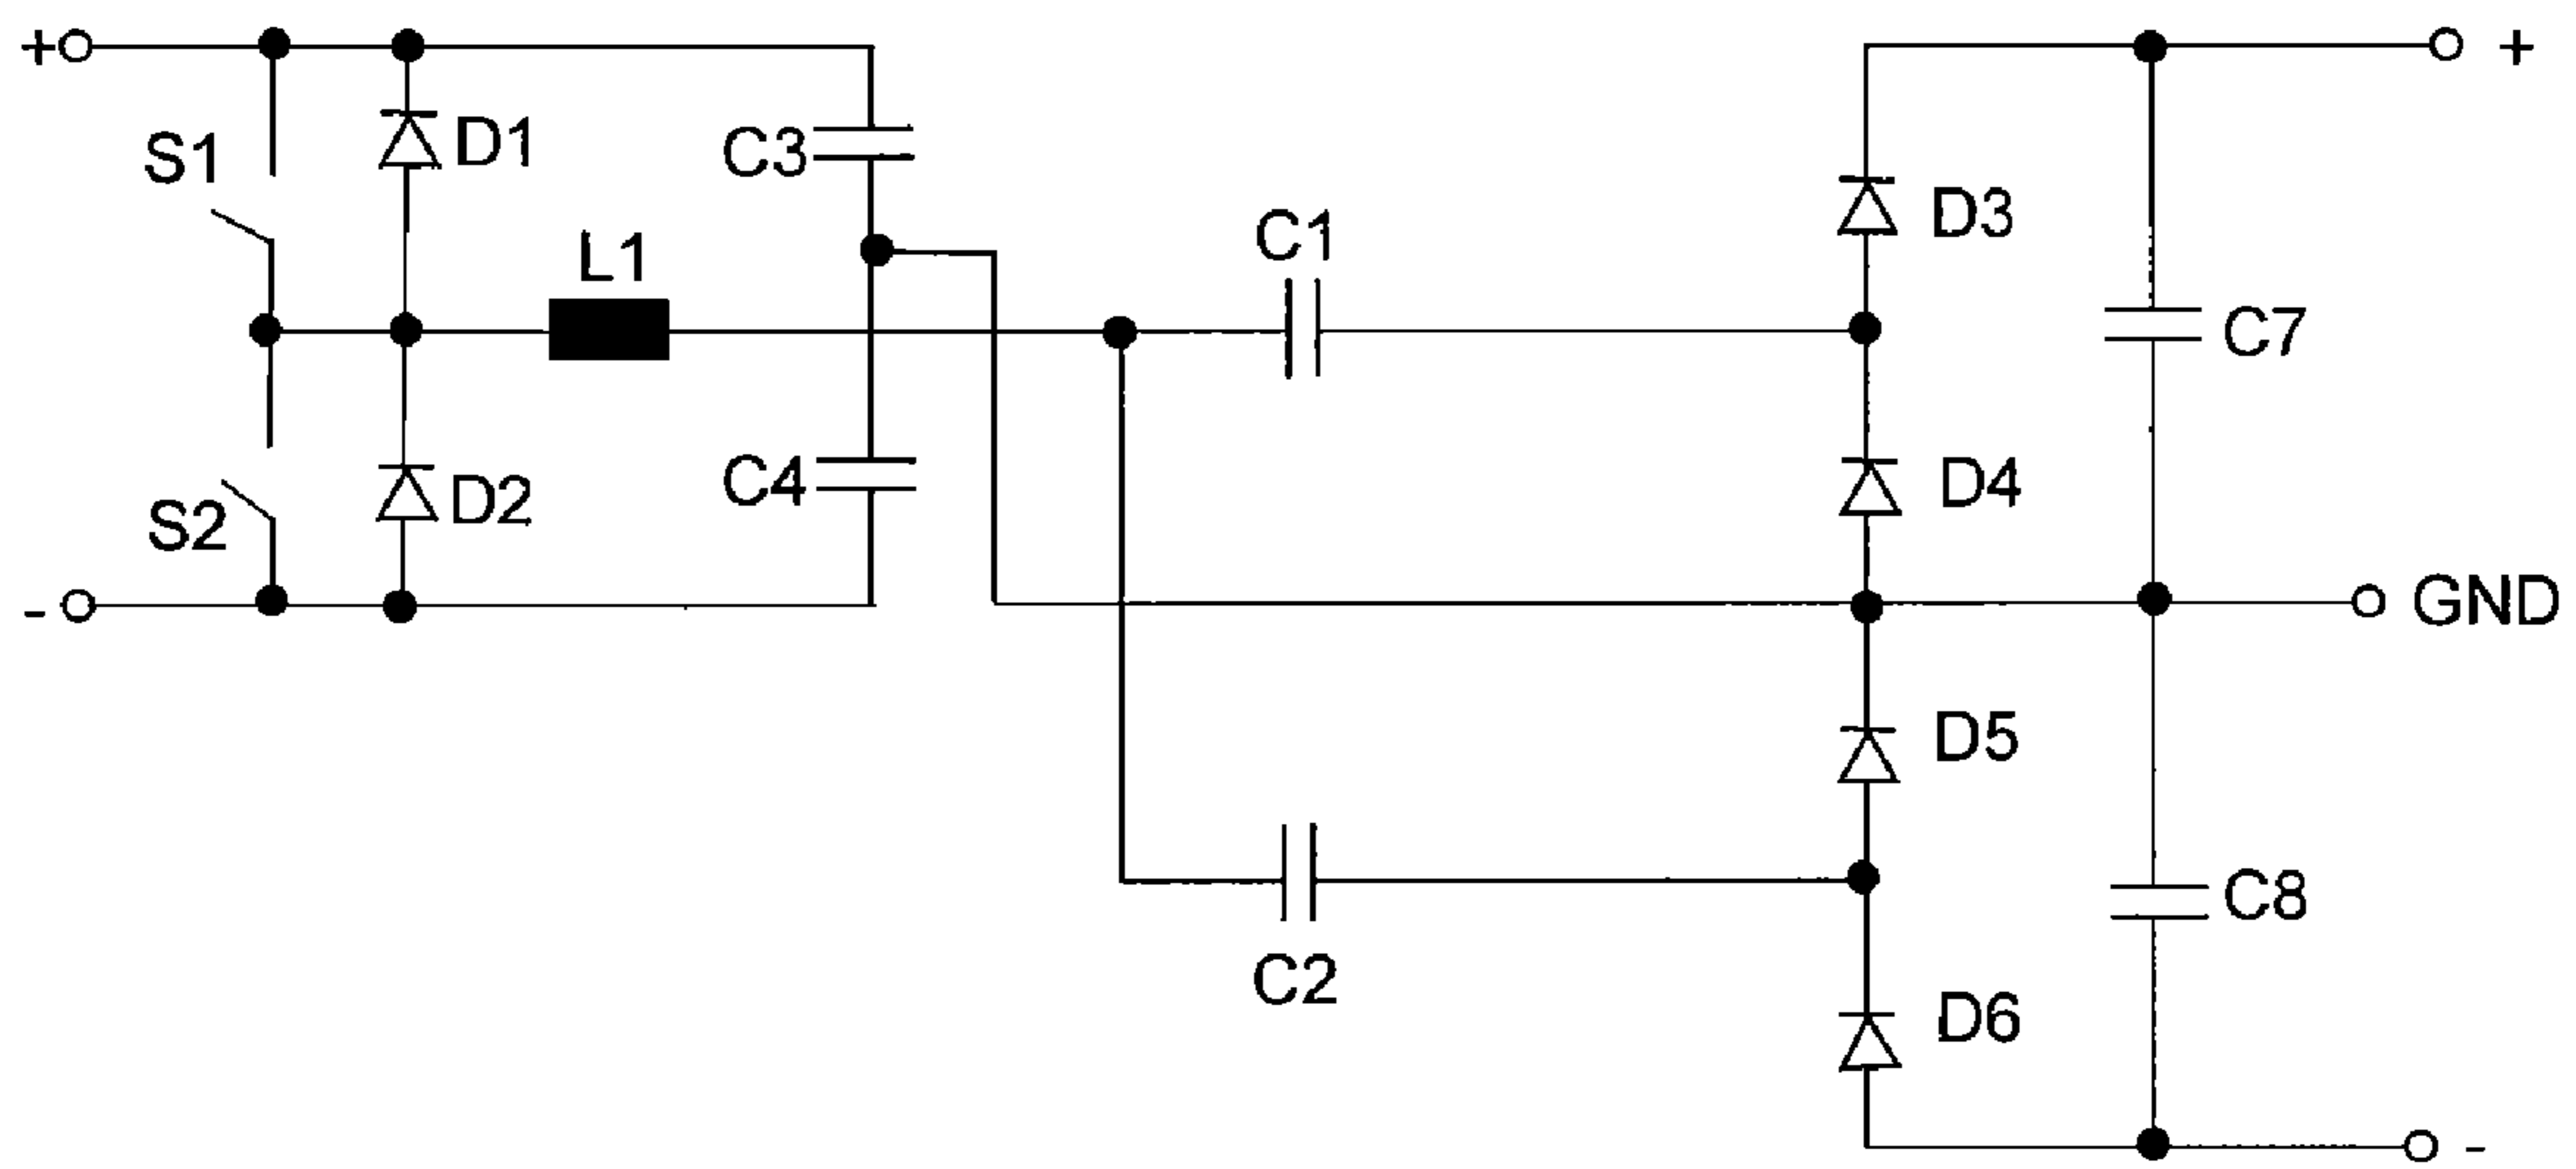 + +
S1 D1 C3
D3
C1
L1
C7
C4 D4
S2 D2
- GND
D5
C8
C2
D6
-